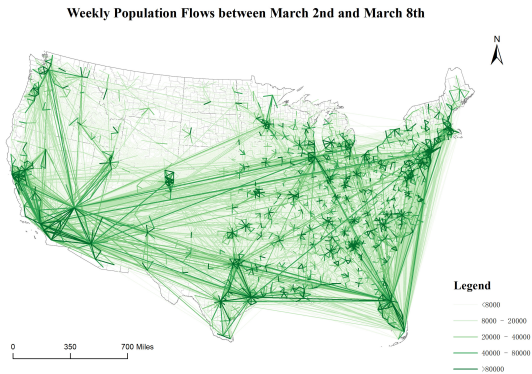 Weekly Population Flows between March 2nd and March 8th
N
Legend
<8000
8000 - 20000
20000 - 40000
40000 - 80000
>80000
0 350 700 Miles